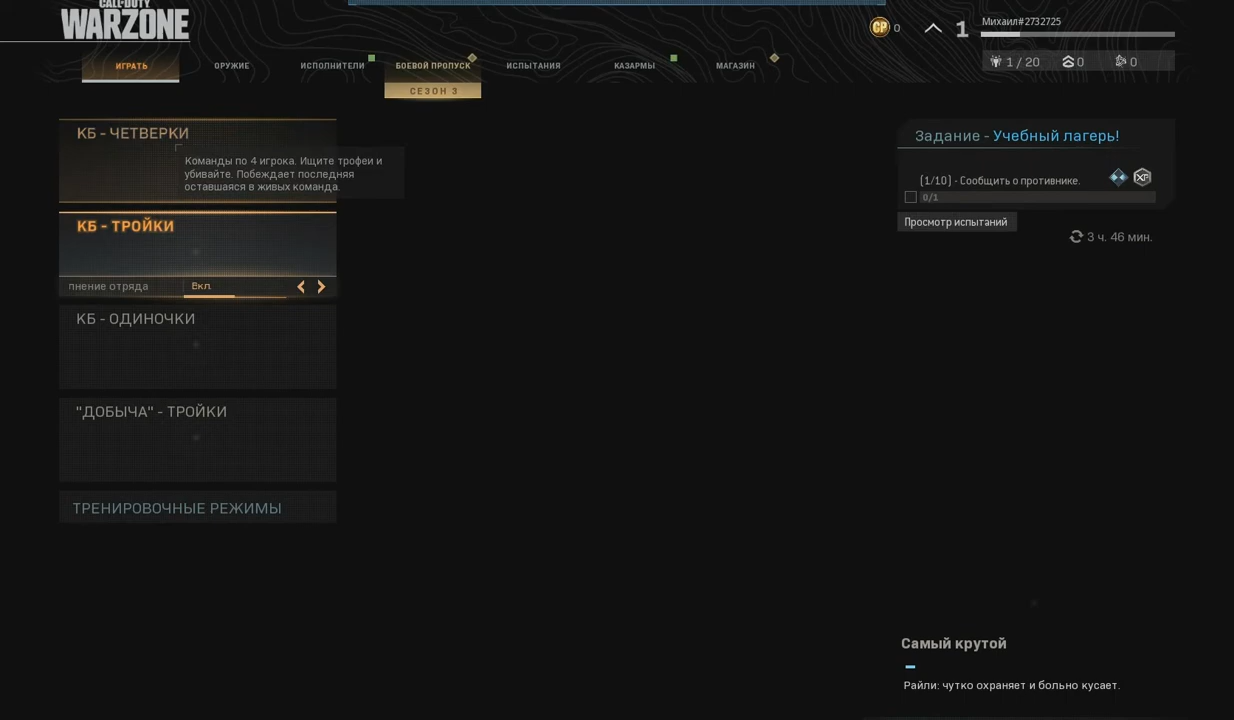 CALL OF DUTY
WARZONE
0
1
Михаил#2732725
1 / 20
0
0
ИГРАТЬ
ОРУЖИЕ
ИСПОЛНИТЕЛИ
БОЕВОЙ ПРОПУСК
ИСПЫТАНИЯ
КАЗАРМЫ
МАГАЗИН
СЕЗОН 3
КБ - ЧЕТВЕРКИ
Команды по 4 игрока. Ищите трофеи и
убивайте. Побеждает последняя
оставшаяся в живых команда.
КБ - ТРОЙКИ
пнение отряда
Вкл.
КБ - ОДИНОЧКИ
"ДОБЫЧА" - ТРОЙКИ
ТРЕНИРОВОЧНЫЕ РЕЖИМЫ
Задание - Учебный лагерь!
(1/10) - Сообщить о противнике.
XP
0/1
Просмотр испытаний
3 ч. 46 мин.
Самый крутой
Райли: чутко охраняет и больно кусает.